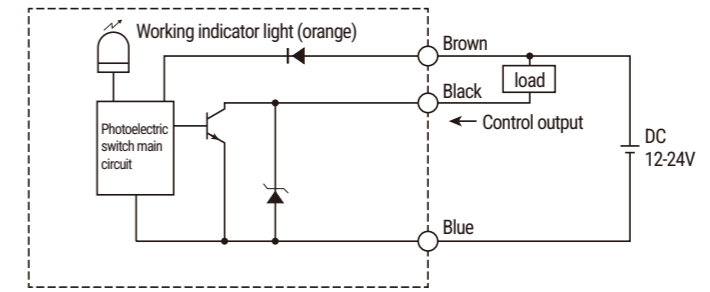 Working indicator light (orange)
Brown
load
Black
Control output
Photoelectric
switch main
circuit
DC
12-24V
Blue